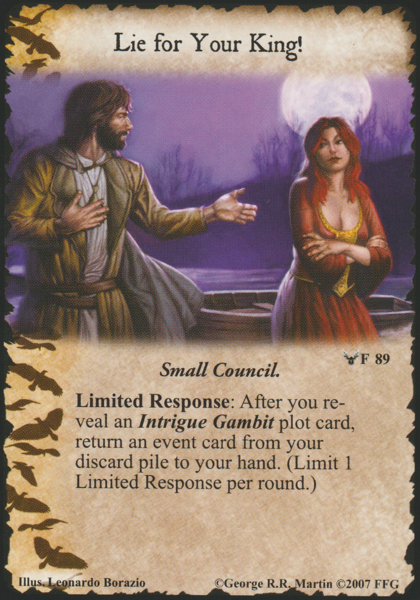 Lie for Your King!
F 89
Small Council.
Limited Response: After you re-
veal an Intrigue Gambit plot card,
return an event card from your
discard pile to your hand. (Limit 1
Limited Response per round.)
Illus. Leonardo Borazio ©George R.R. Martin ©2007 FFG